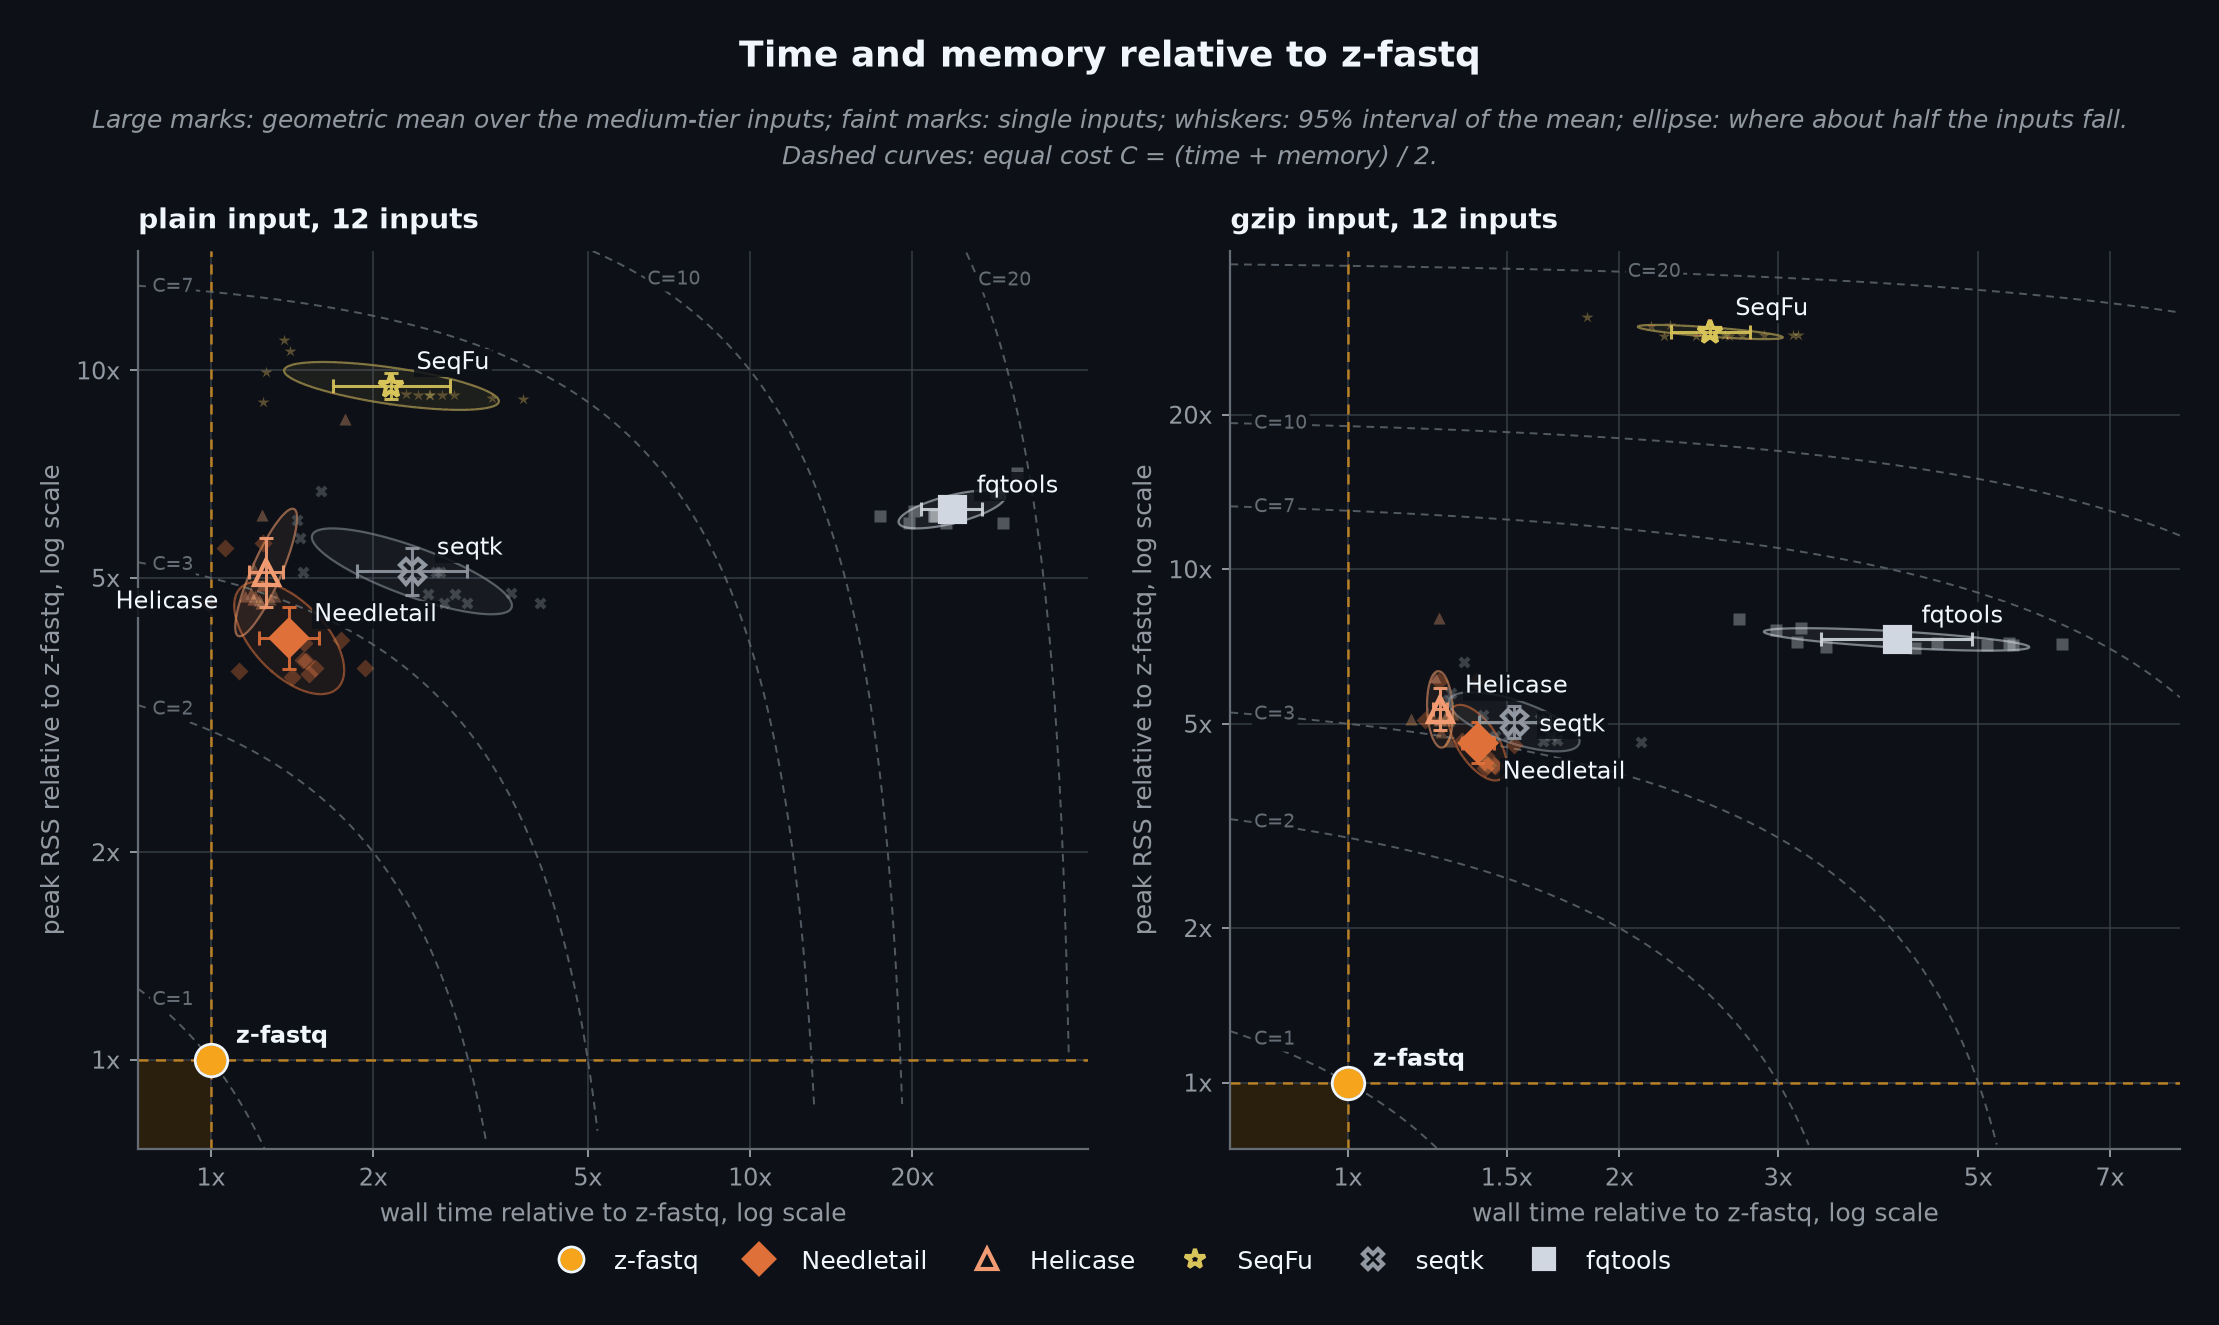 Time and memory relative to z-fastq
Large marks: geometric mean over the medium-tier inputs; faint marks: single inputs; whiskers: 95% interval of the mean; ellipse: where about half the inputs fall.
Dashed curves: equal cost C = (time + memory) / 2.
plain input, 12 inputs
C=7
C=10
C=20
SeqFu
10x
fqtools
seqtk
C=3
5x
Helicase
Needletail
C=2
2x
C=1
z-fastq
1x
peak RSS relative to z-fastq, log scale
1x
2x
5x
10x
20x
wall time relative to z-fastq, log scale
gzip input, 12 inputs
C=20
SeqFu
20x
C=10
C=7
10x
fqtools
Helicase
C=3
5x
seqtk
Needletail
C=2
2x
C=1
z-fastq
1x
peak RSS relative to z-fastq, log scale
1x
1.5x
2x
3x
5x
7x
wall time relative to z-fastq, log scale
z-fastq
Needletail
Helicase
SeqFu
seqtk
fqtools